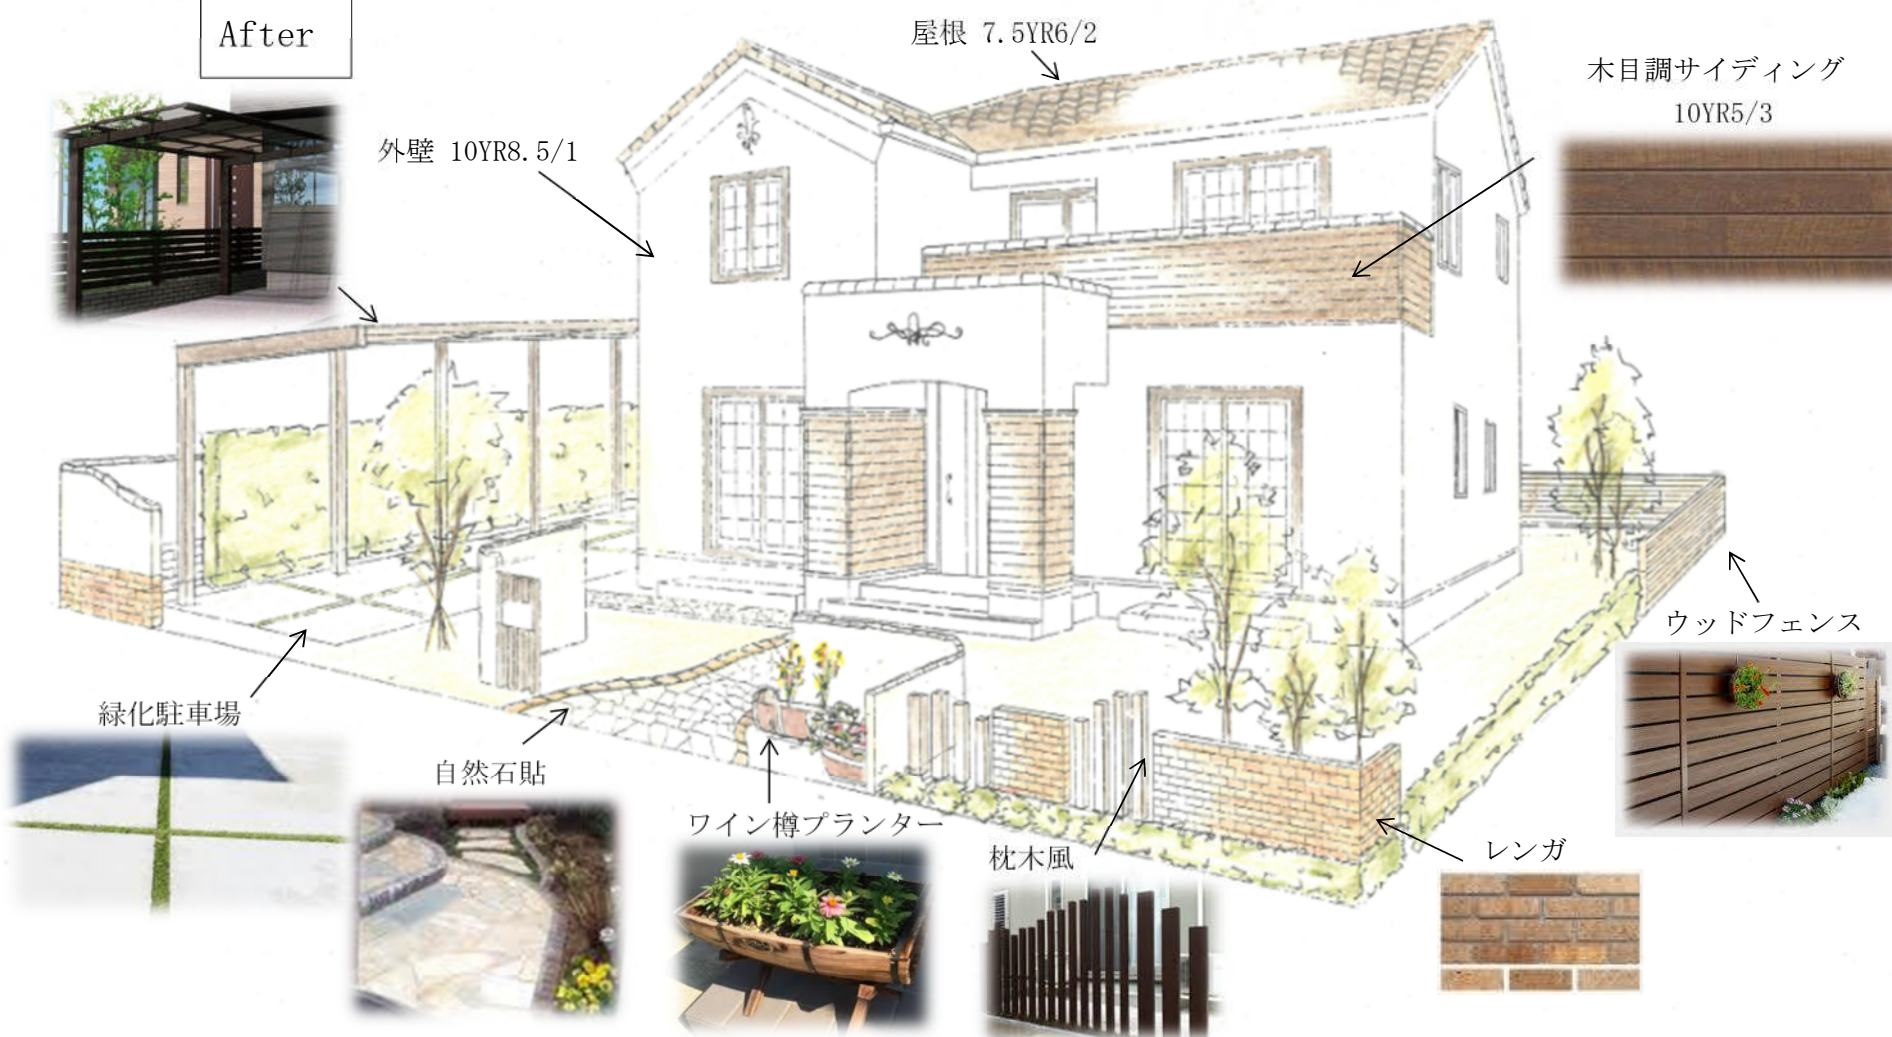 After
屋根 7.5YR6/2
木目調サイディング
10YR5/3
外壁 10YR8.5/1
ウッドフェンス
緑化駐車場
自然石貼
ワイン樽プランター
枕木風
レンガ